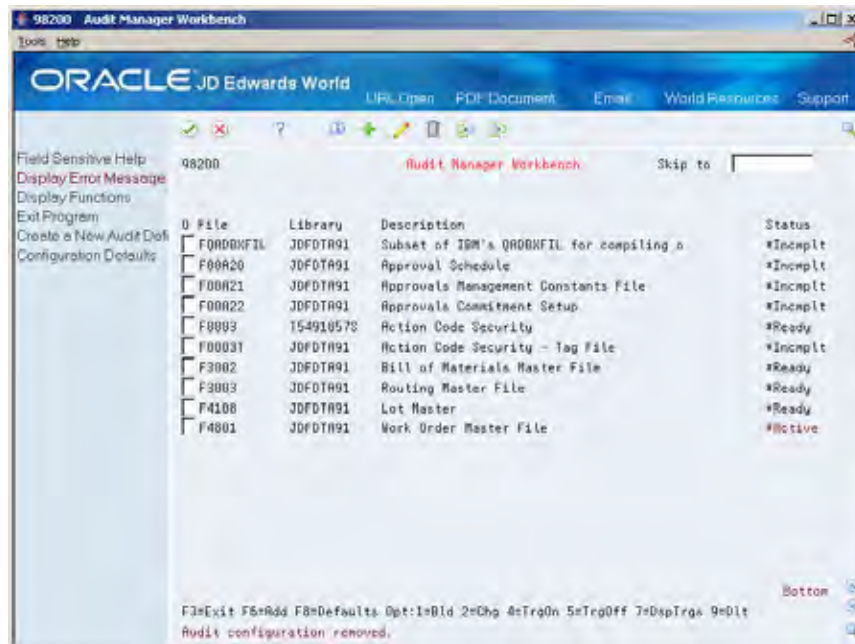 98200 Audit Manager Workbench
Tools Help
ORACLE JD Edwards World
URL Open PDF Document Email World Resources Support
Field Sensitive Help
Display Error Message
Display Functions
Exit Program
Create a New Audit Defi
Configuration Defaults
98200 Audit Manager Workbench Skip to
O File Library Description Status
FQADBXFIL JDFDTA91 Subset of IBM's QADBXFIL for compiling o *Incmplt
F00A20 JDFDTA91 Approval Schedule *Incmplt
F00A21 JDFDTA91 Approvals Management Constants File *Incmplt
F00A22 JDFDTA91 Approvals Commitment Setup *Incmplt
F0003 T54910578 Action Code Security *Ready
F0003T JDFDTA91 Action Code Security - Tag File *Incmplt
F3002 JDFDTA91 Bill of Materials Master File *Ready
F3003 JDFDTA91 Routing Master File *Ready
F4108 JDFDTA91 Lot Master *Ready
F4801 JDFDTA91 Work Order Master File *Active
Bottom
F3=Exit F6=Add F8=Defaults Opt:1=Bld 2=Chg 4=TrgOn 5=TrgOff 7=DspTrgs 9=Dlt
Audit configuration removed.